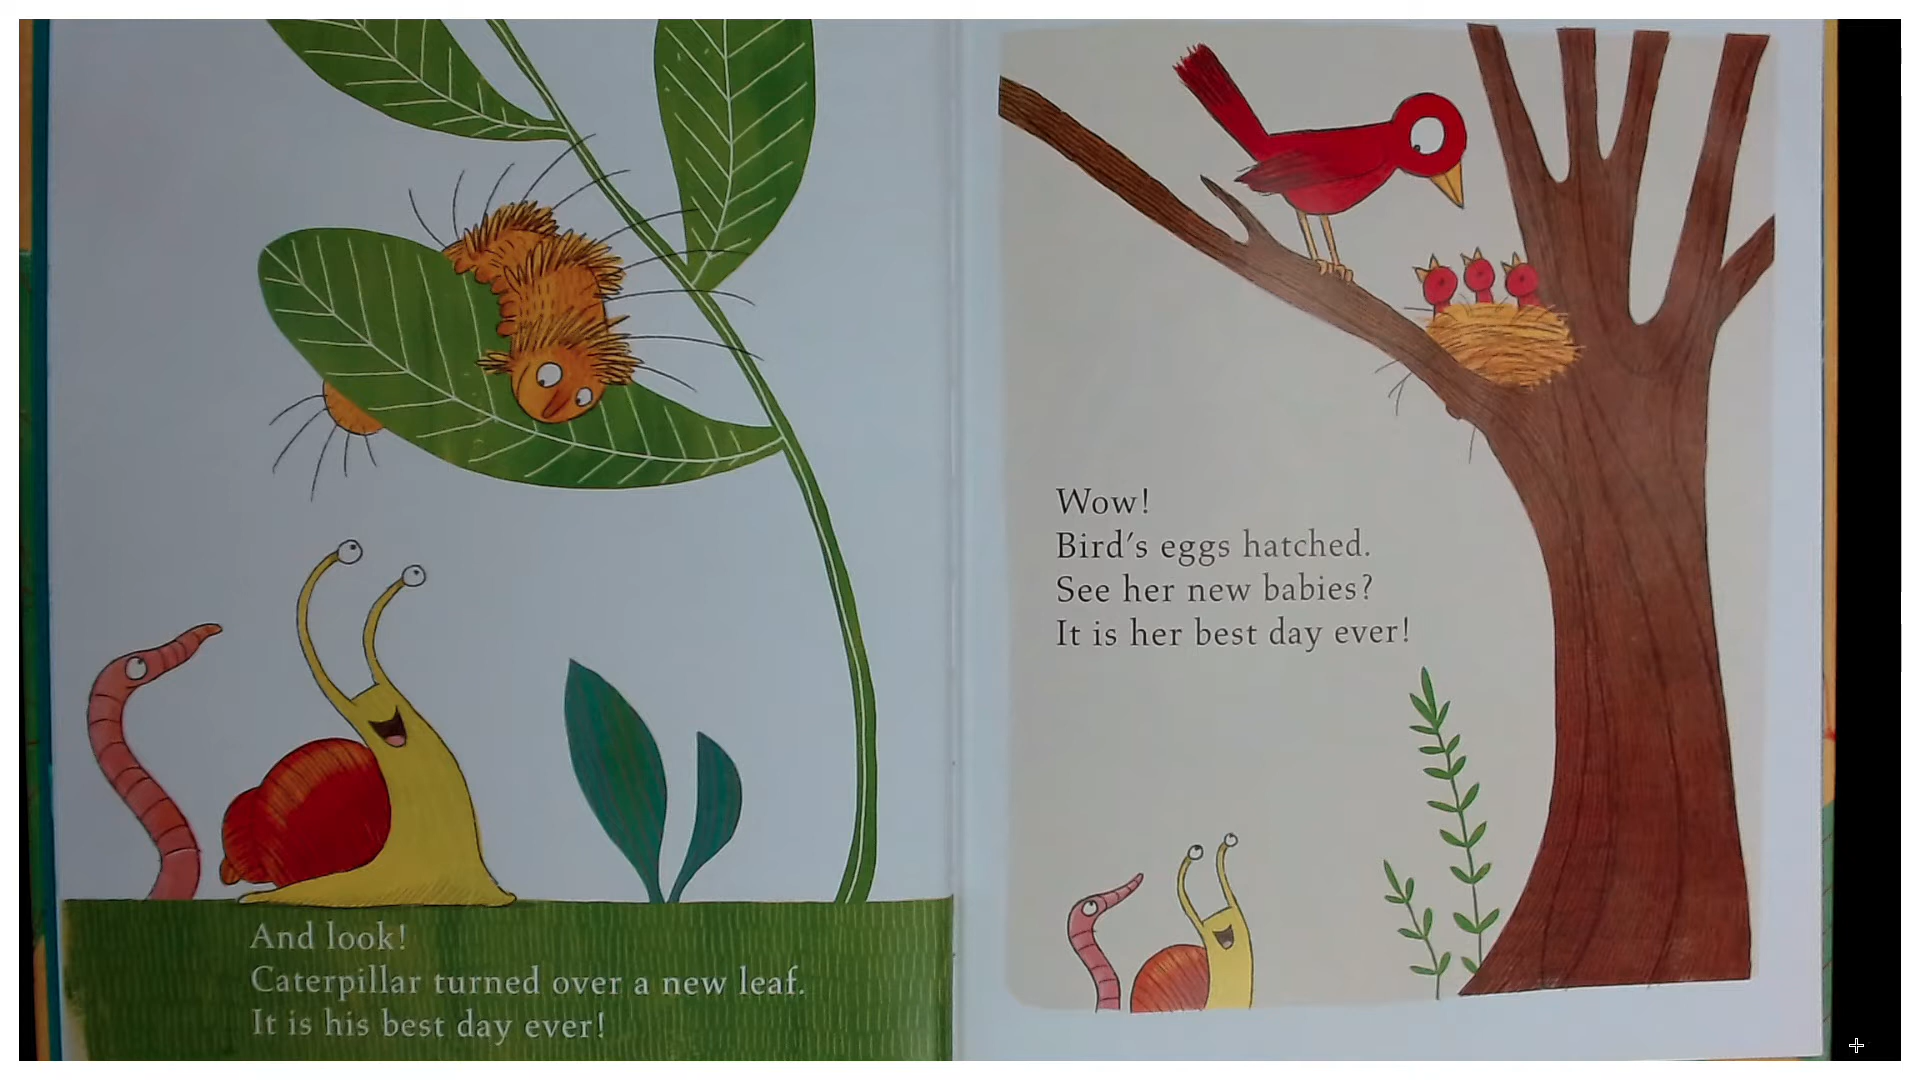 And look!
Caterpillar turned over a new leaf.
It is his best day ever!
Wow!
Bird's eggs hatched.
See her new babies?
It is her best day ever!